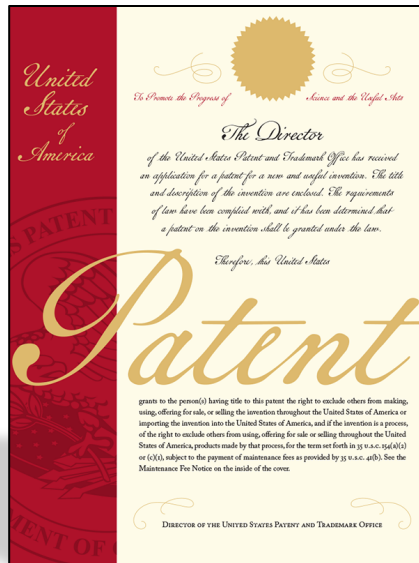 United
States
of
America
To Promote the Progress of Science and the Useful Arts
The Director
of the United States Patent and Trademark Office has received
an application for a patent for a new and useful invention. The title
and description of the invention are enclosed. The requirements
of law have been complied with, and it has been determined that
a patent on the invention shall be granted under the law.
Therefore, this United States
Patent
grants to the person(s) having title to this patent the right to exclude others from making,
using, offering for sale, or selling the invention throughout the United States of America or
importing the invention into the United States of America, and if the invention is a process,
of the right to exclude others from using, offering for sale or selling throughout the United
States of America, products made by that process, for the term set forth in 35 U.S.C. 154(a)(2)
or (c)(1), subject to the payment of maintenance fees as provided by 35 U.S.C. 41(b). See the
Maintenance Fee Notice on the inside of the cover.
Director of the United States Patent and Trademark Office
S PATENT
MENT OF